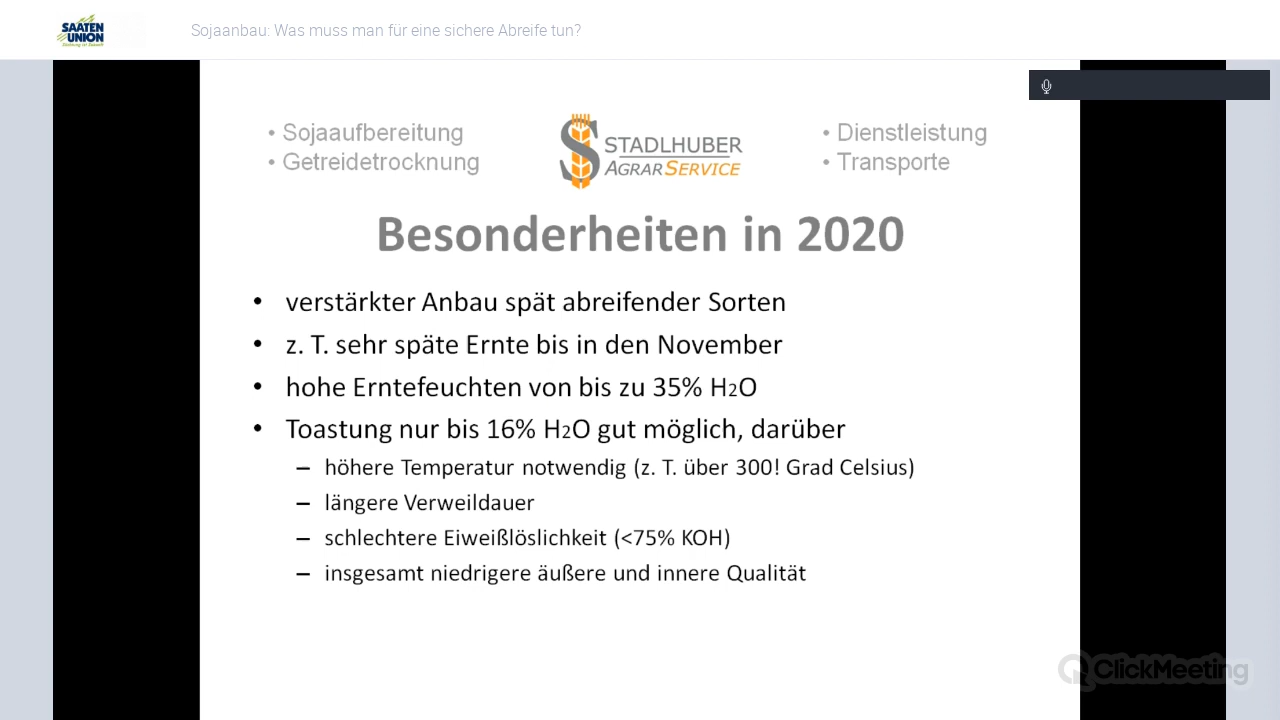 SAATEN
UNION
Züchtung ist Zukunft
Sojaanbau: Was muss man für eine sichere Abreife tun?
• Sojaaufbereitung
• Getreidetrocknung
STADLHUBER
AGRARSERVICE
• Dienstleistung
• Transporte
Besonderheiten in 2020
• verstärkter Anbau spät abreifender Sorten
• z. T. sehr späte Ernte bis in den November
• hohe Erntefeuchten von bis zu 35% H2O
• Toastung nur bis 16% H2O gut möglich, darüber
– höhere Temperatur notwendig (z. T. über 300! Grad Celsius)
– längere Verweildauer
– schlechtere Eiweißlöslichkeit (<75% KOH)
– insgesamt niedrigere äußere und innere Qualität
ClickMeeting